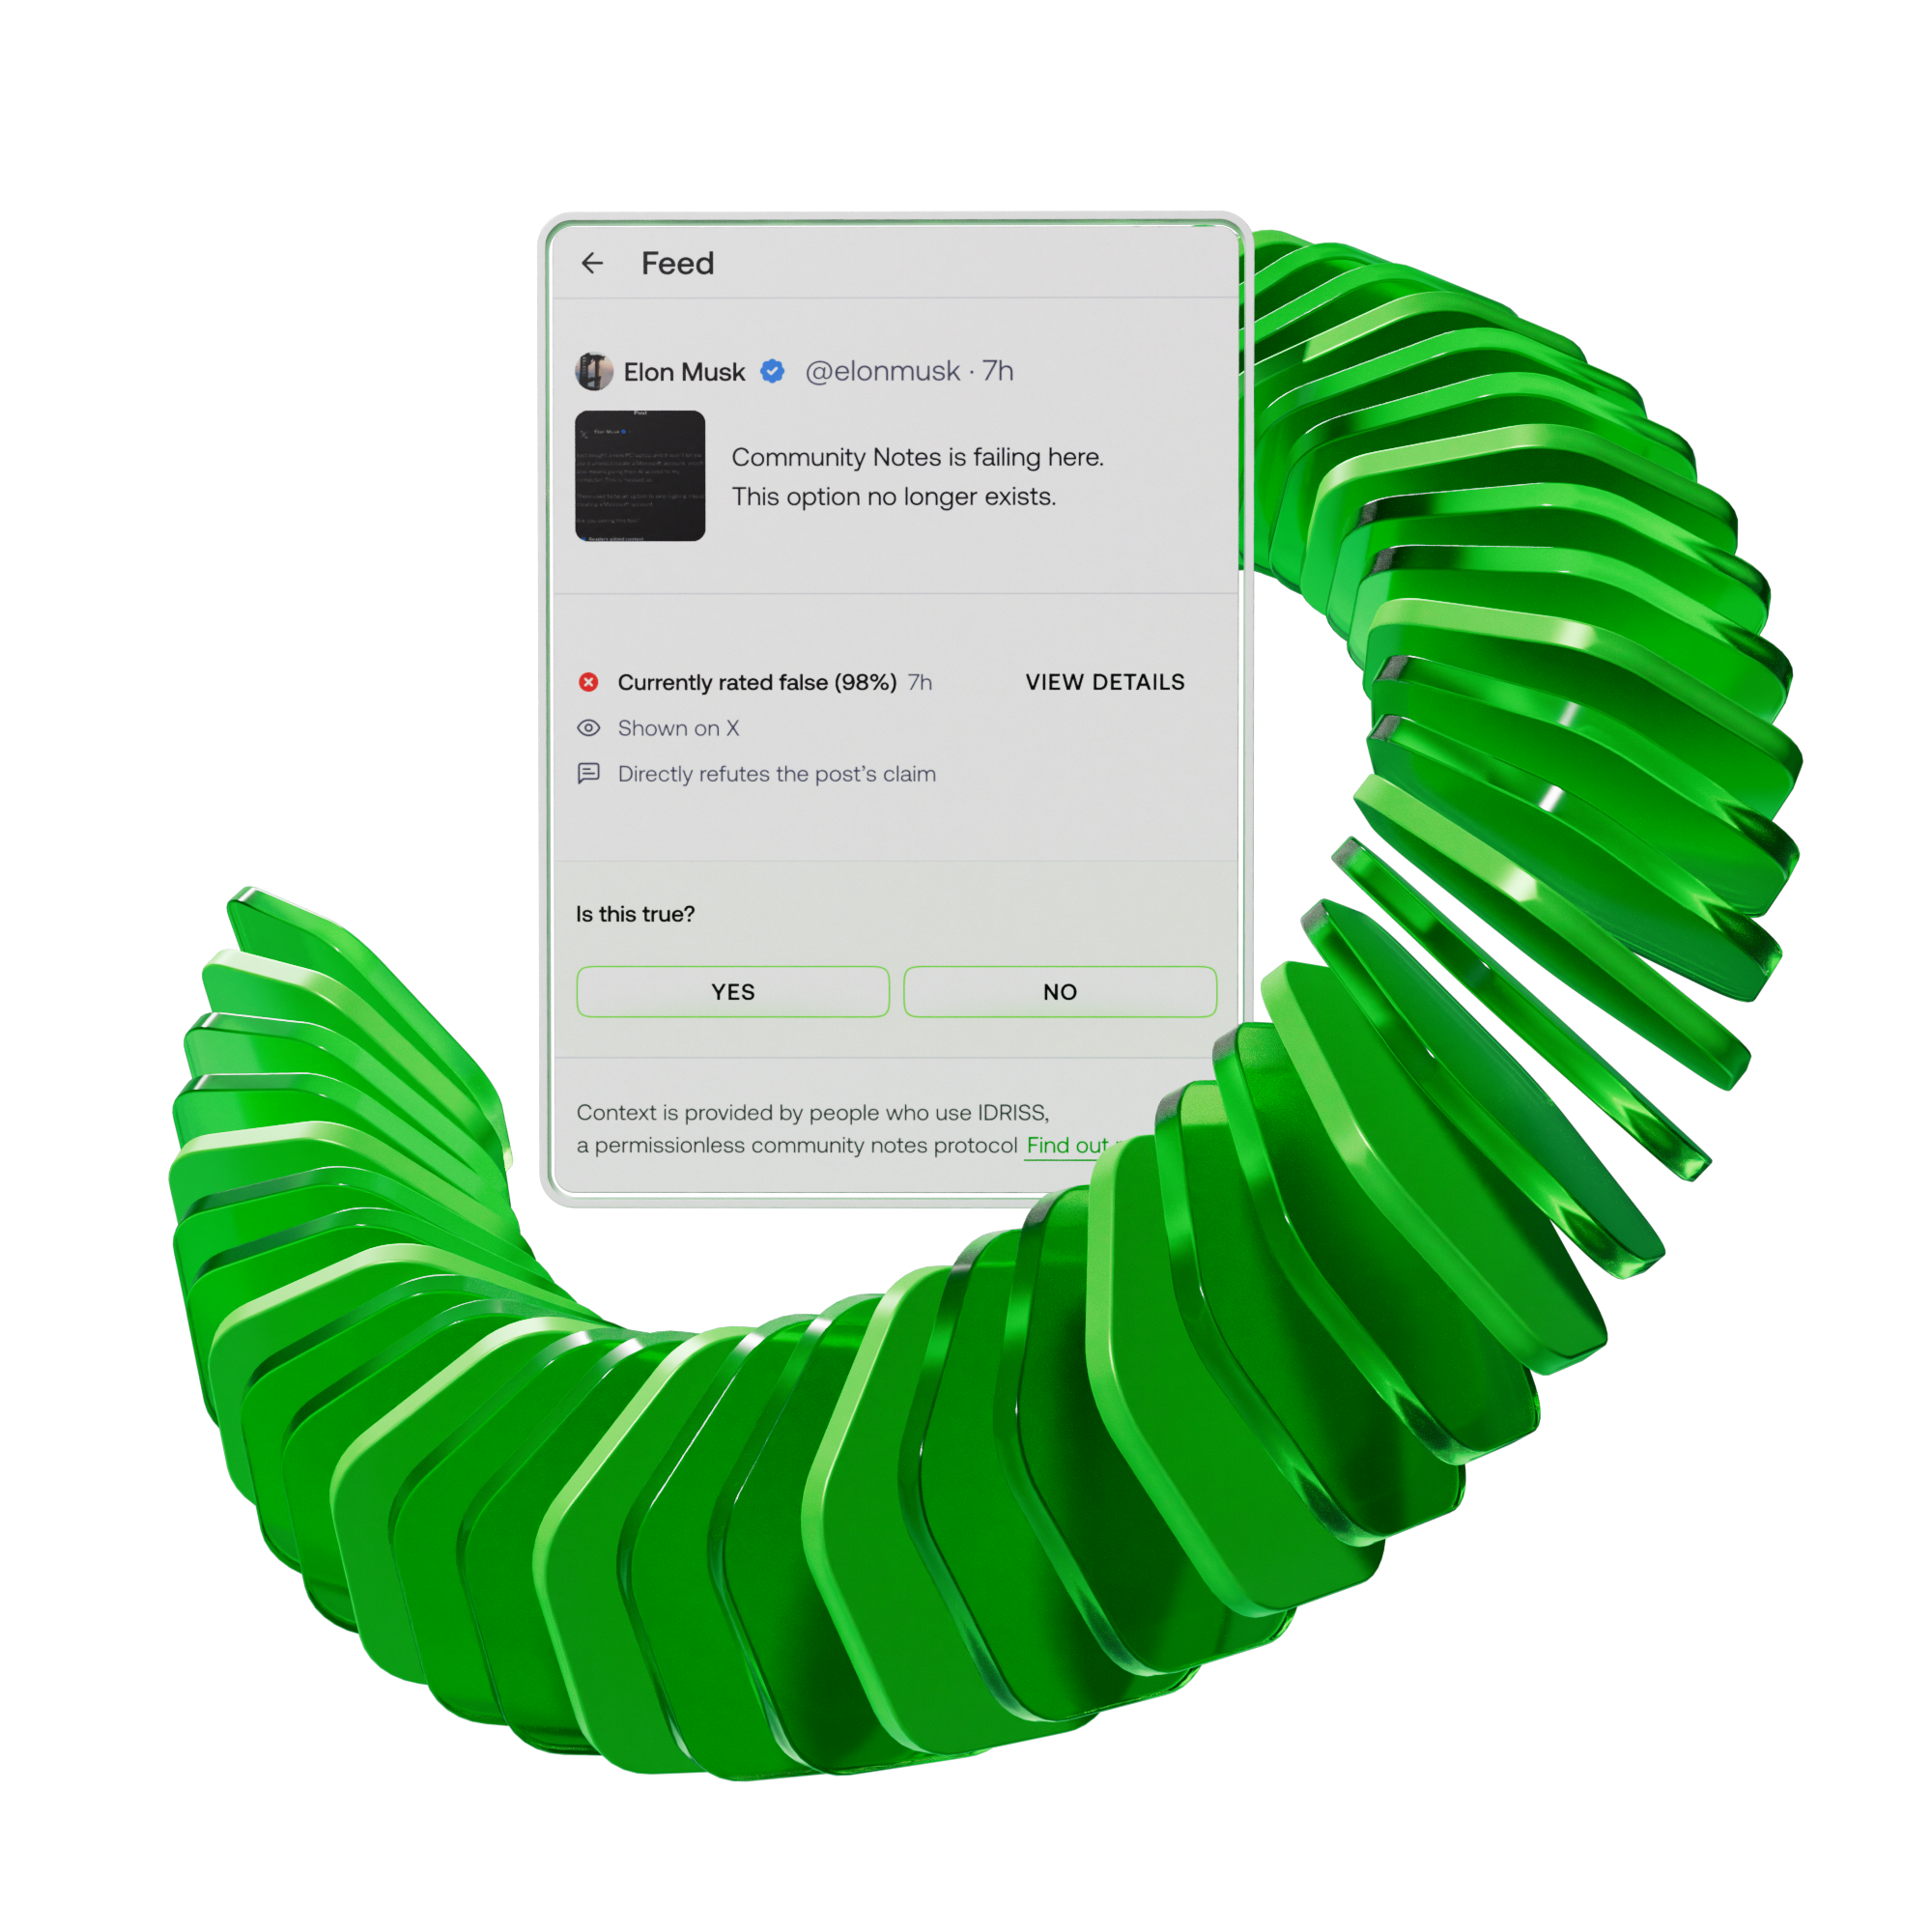 Feed
Elon Musk @elonmusk · 7h
Community Notes is failing here.
This option no longer exists.
Currently rated false (98%) 7h VIEW DETAILS
Shown on X
Directly refutes the post's claim
Is this true?
YES NO
Context is provided by people who use IDRISS,
a permissionless community notes protocol Find out